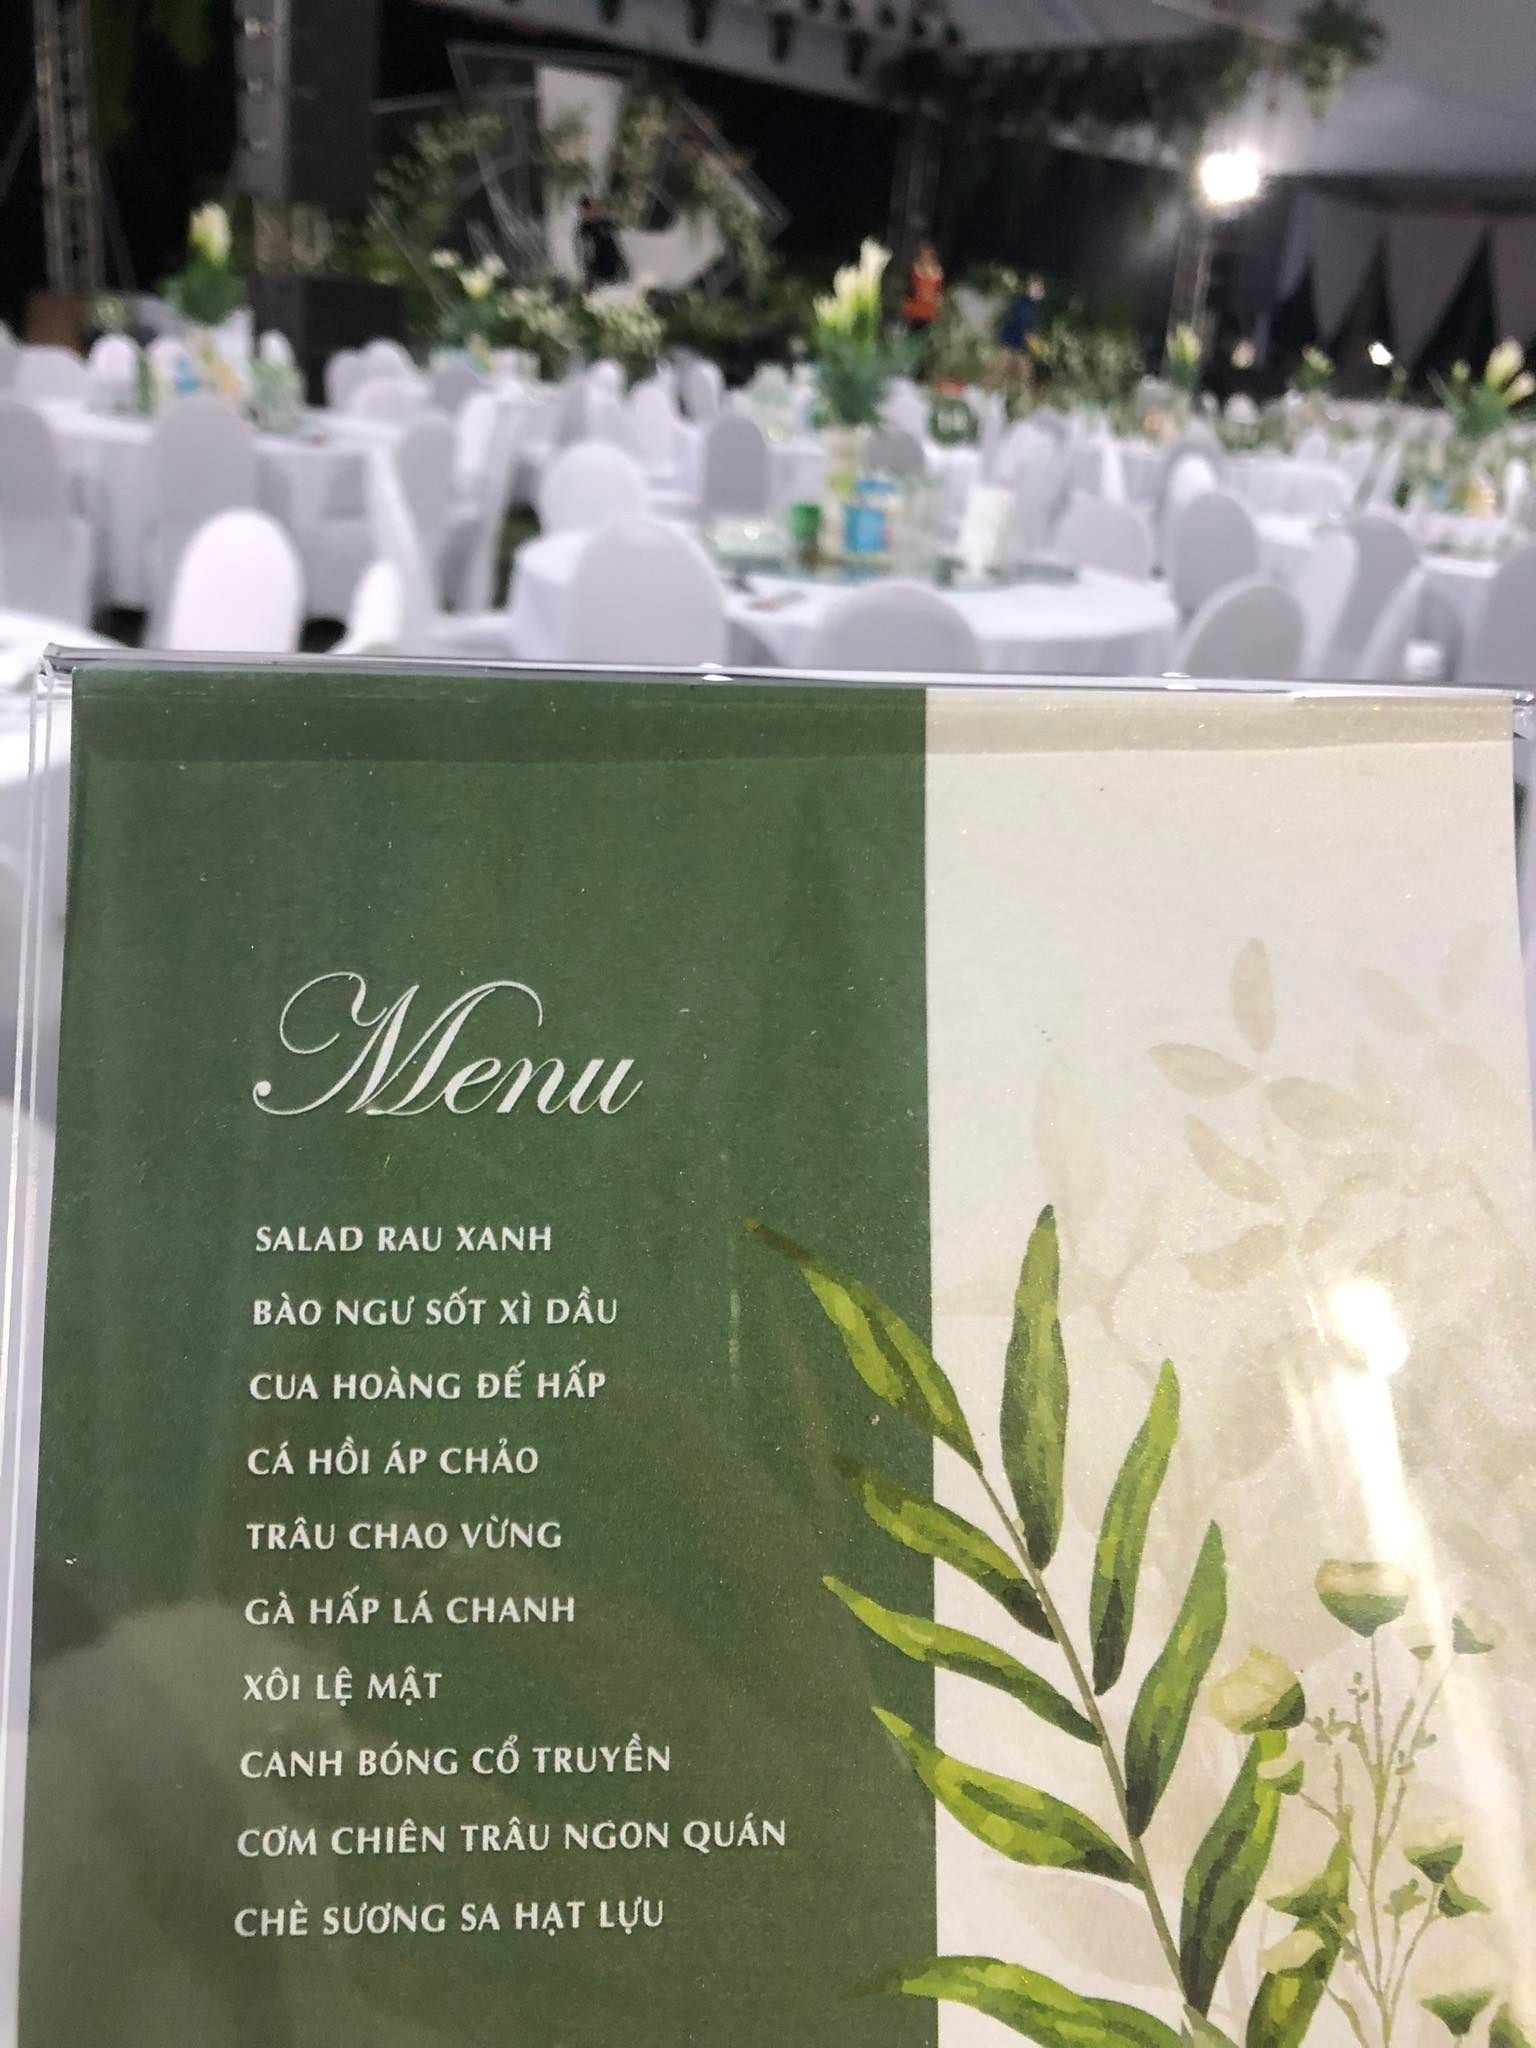 Menu
SALAD RAU XANH
BÀO NGƯ SỐT XÌ DẦU
CUA HOÀNG ĐẾ HẤP
CÁ HỒI ÁP CHẢO
TRÂU CHAO VỪNG
GÀ HẤP LÁ CHANH
XÔI LỆ MẬT
CANH BÓNG CỔ TRUYỀN
CƠM CHIÊN TRÂU NGON QUÁN
CHÈ SƯƠNG SA HẠT LỰU